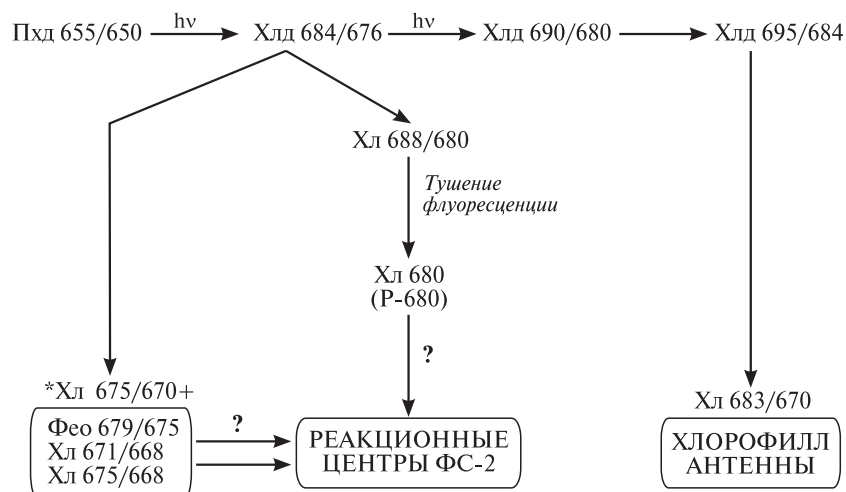 Пхд 655/650 hν Хлд 684/676 hν Хлд 690/680 Хлд 695/684
Хл 688/680
Тушение
флуоресценции
Хл 680
(Р-680)
?
*Хл 675/670+
Фео 679/675
Хл 671/668
Хл 675/668
?
РЕАКЦИОННЫЕ
ЦЕНТРЫ ФС-2
Хл 683/670
ХЛОРОФИЛЛ
АНТЕННЫ